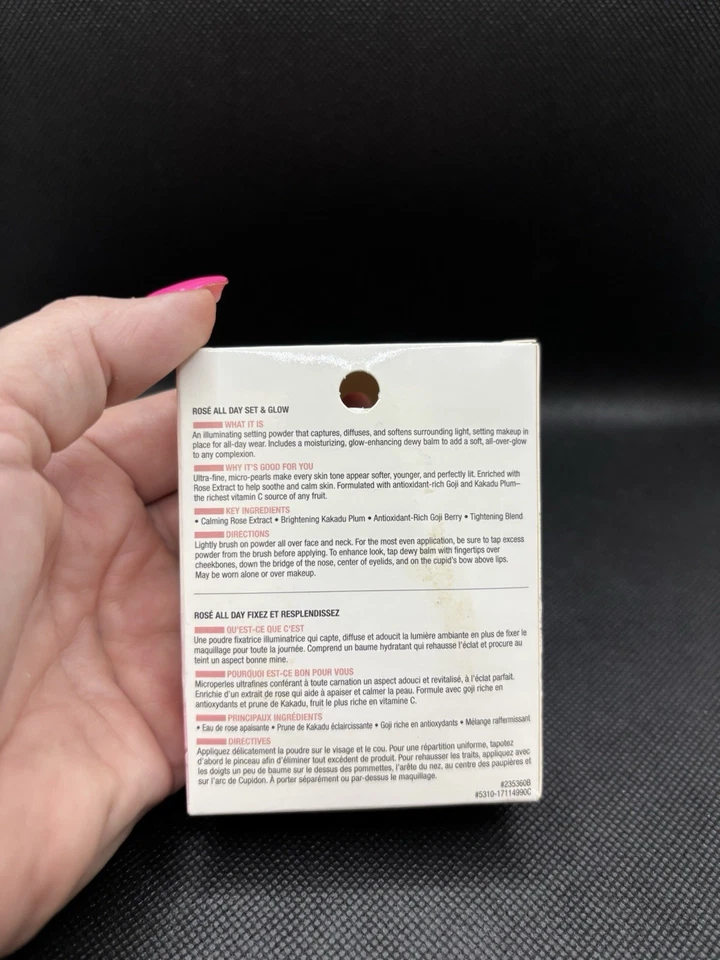 ROSÉ ALL DAY SET & GLOW
WHAT IT IS
An illuminating setting powder that captures, diffuses, and softens surrounding light, setting makeup in
place for all-day wear. Includes a moisturizing, glow-enhancing dewy balm to add a soft, all-over-glow
to any complexion.
WHY IT'S GOOD FOR YOU
Ultra-fine, micro-pearls make every skin tone appear softer, younger, and perfectly lit. Enriched with
Rose Extract to help soothe and calm skin. Formulated with antioxidant-rich Goji and Kakadu Plum–
the richest vitamin C source of any fruit.
KEY INGREDIENTS
• Calming Rose Extract • Brightening Kakadu Plum • Antioxidant-Rich Goji Berry • Tightening Blend
DIRECTIONS
Lightly brush on powder all over face and neck. For the most even application, be sure to tap excess
powder from the brush before applying. To enhance look, tap dewy balm with fingertips over
cheekbones, down the bridge of the nose, center of eyelids, and on the cupid's bow above lips.
May be worn alone or over makeup.
ROSÉ ALL DAY FIXEZ ET RESPLENDISSEZ
QU'EST-CE QUE C'EST
Une poudre fixatrice illuminatrice qui capte, diffuse et adoucit la lumière ambiante en plus de fixer le
maquillage pour toute la journée. Comprend un baume hydratant qui rehausse l'éclat et procure au
teint un aspect bonne mine.
POURQUOI EST-CE BON POUR VOUS
Microperles ultrafines conférant à toute carnation un aspect adouci et revitalisé, à l'éclat parfait.
Enrichie d'un extrait de rose qui aide à apaiser et calmer la peau. Formule avec goji riche en
antioxydants et prune de Kakadu, fruit le plus riche en vitamine C.
PRINCIPAUX INGRÉDIENTS
• Eau de rose apaisante • Prune de Kakadu éclaircissante • Goji riche en antioxydants • Mélange raffermissant
DIRECTIVES
Appliquez délicatement la poudre sur le visage et le cou. Pour une répartition uniforme, tapotez
d'abord le pinceau afin d'éliminer tout excédent de produit. Pour rehausser les traits, appliquez avec
les doigts un peu de baume sur le dessus des pommettes, l'arête du nez, au centre des paupières et
sur l'arc de Cupidon. À porter séparément ou par-dessus le maquillage.
#235360B
#5310-17114990C